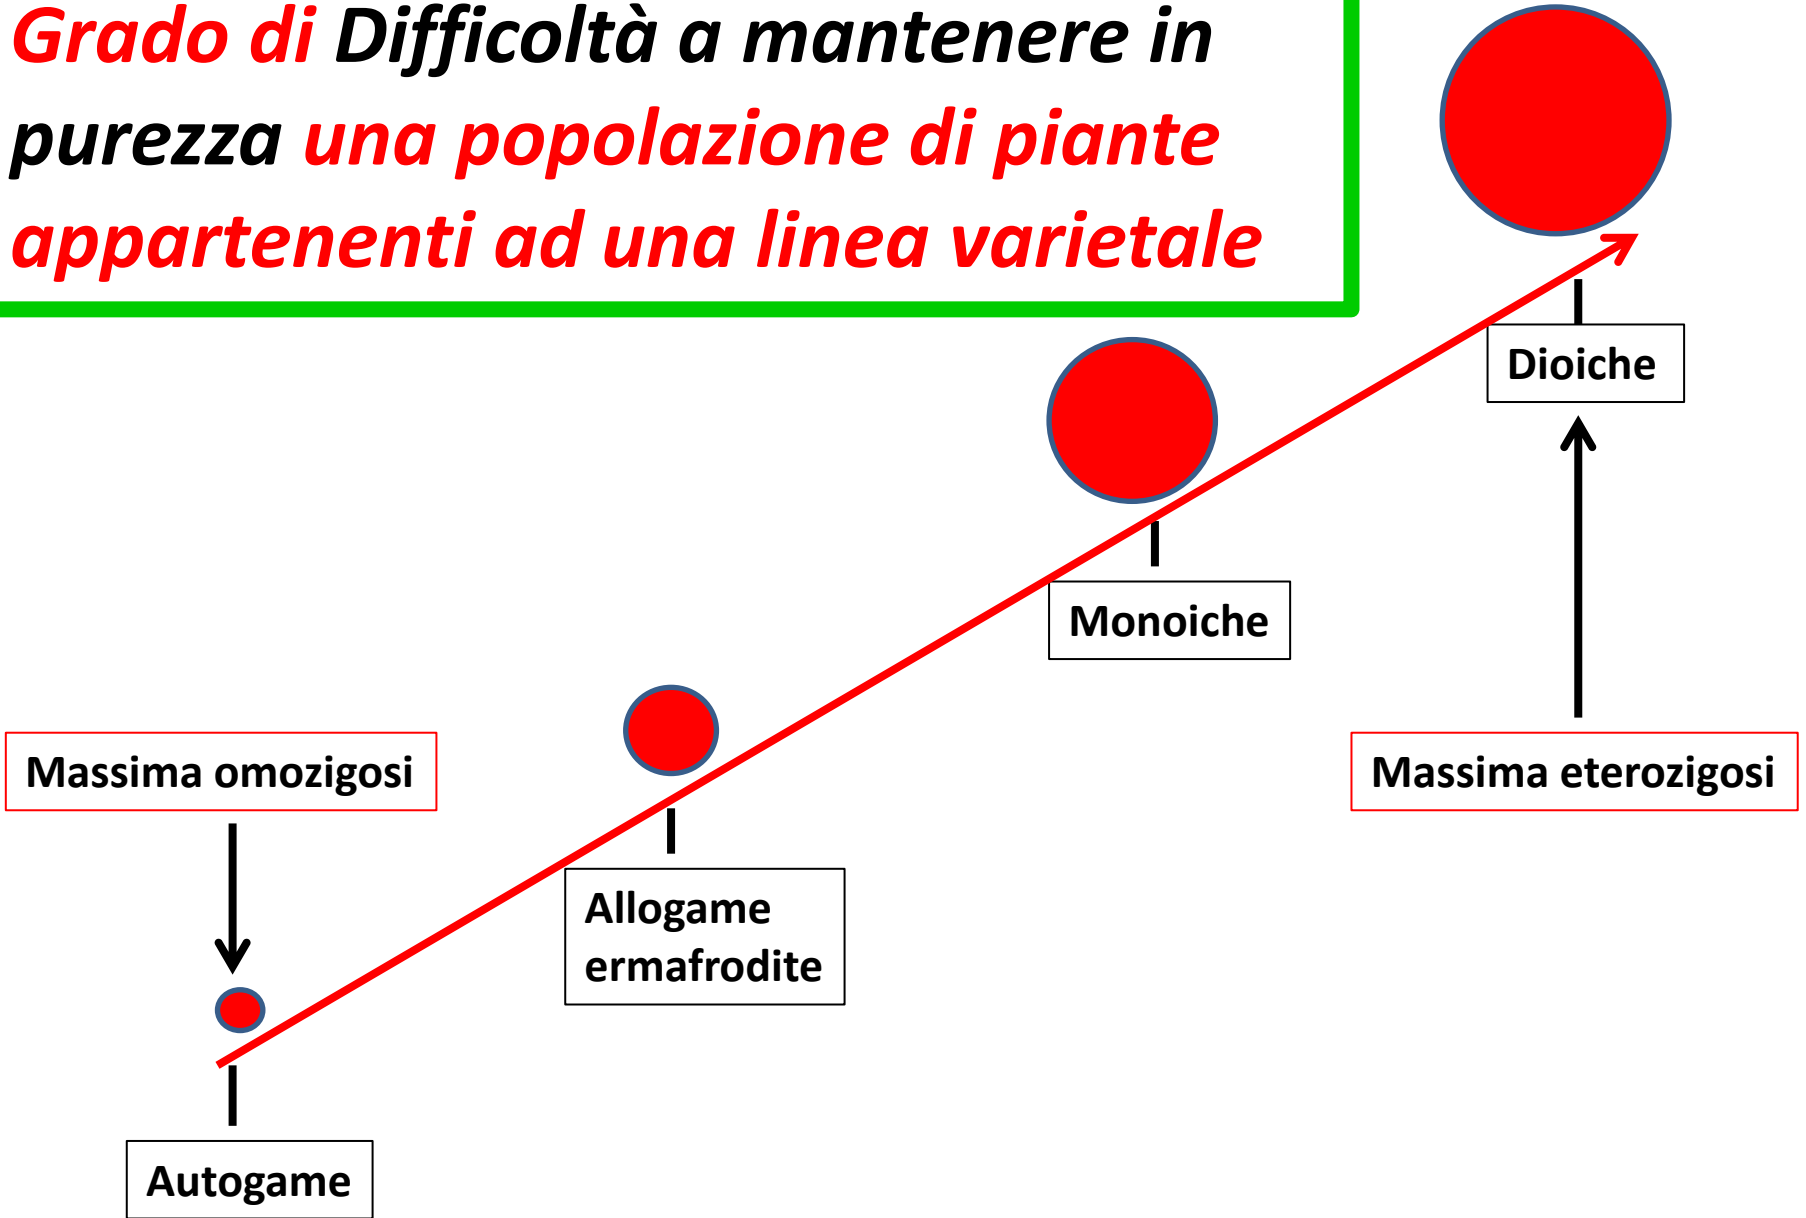 Grado di Difficoltà a mantenere in
purezza una popolazione di piante
appartenenti ad una linea varietale
Dioiche
Monoiche
Massima omozigosi
Massima eterozigosi
Allogame
ermafrodite
Autogame